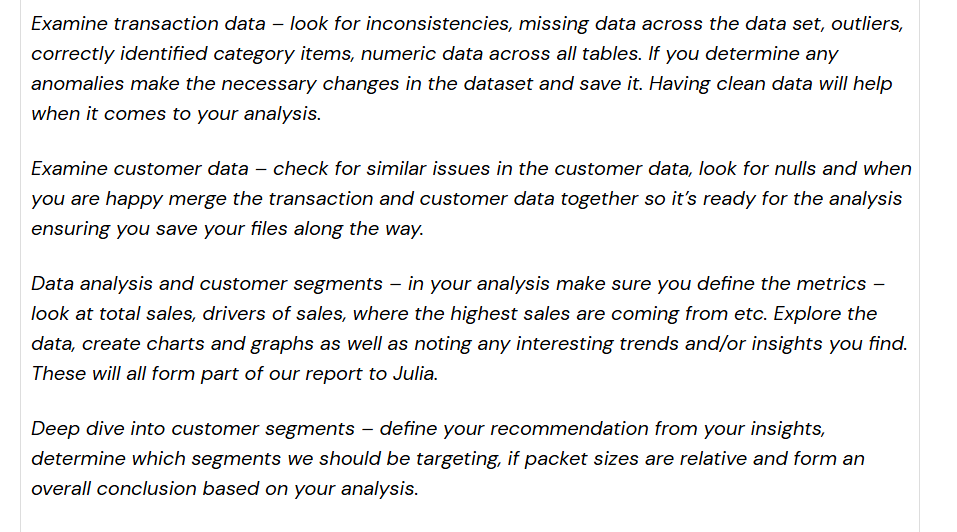 Examine transaction data – look for inconsistencies, missing data across the data set, outliers,
correctly identified category items, numeric data across all tables. If you determine any
anomalies make the necessary changes in the dataset and save it. Having clean data will help
when it comes to your analysis.
Examine customer data – check for similar issues in the customer data, look for nulls and when
you are happy merge the transaction and customer data together so it’s ready for the analysis
ensuring you save your files along the way.
Data analysis and customer segments – in your analysis make sure you define the metrics –
look at total sales, drivers of sales, where the highest sales are coming from etc. Explore the
data, create charts and graphs as well as noting any interesting trends and/or insights you find.
These will all form part of our report to Julia.
Deep dive into customer segments – define your recommendation from your insights,
determine which segments we should be targeting, if packet sizes are relative and form an
overall conclusion based on your analysis.